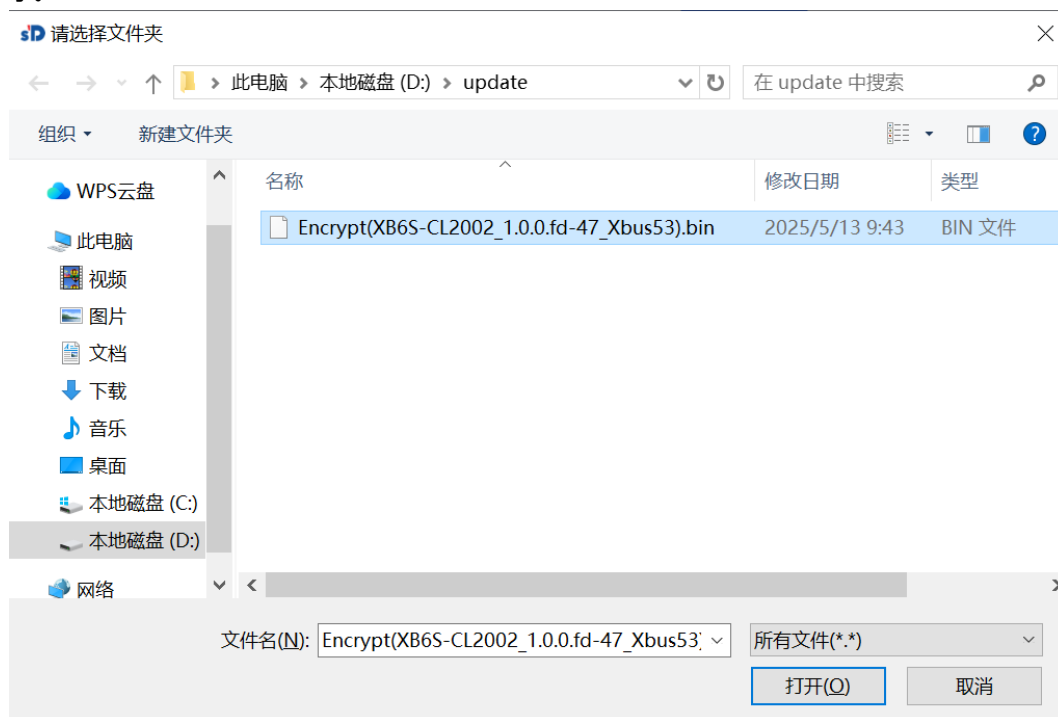 sD 请选择文件夹
此电脑 › 本地磁盘 (D:) › update 在 update 中搜索
组织 新建文件夹
名称 修改日期 类型
Encrypt(XB6S-CL2002_1.0.0.fd-47_Xbus53).bin 2025/5/13 9:43 BIN 文件
WPS云盘
此电脑
视频
图片
文档
下载
音乐
桌面
本地磁盘 (C:)
本地磁盘 (D:)
网络
文件名(N): Encrypt(XB6S-CL2002_1.0.0.fd-47_Xbus53) 所有文件(*.*)
打开(O) 取消